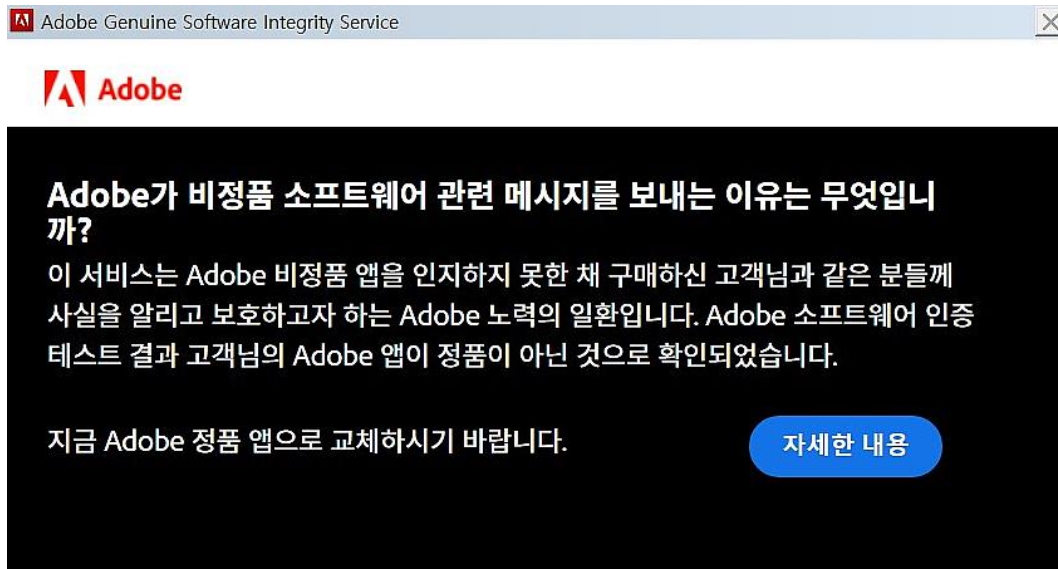 Adobe Genuine Software Integrity Service
Adobe
Adobe가 비정품 소프트웨어 관련 메시지를 보내는 이유는 무엇입니
까?
이 서비스는 Adobe 비정품 앱을 인지하지 못한 채 구매하신 고객님과 같은 분들께
사실을 알리고 보호하고자 하는 Adobe 노력의 일환입니다. Adobe 소프트웨어 인증
테스트 결과 고객님의 Adobe 앱이 정품이 아닌 것으로 확인되었습니다.
지금 Adobe 정품 앱으로 교체하시기 바랍니다.
자세한 내용